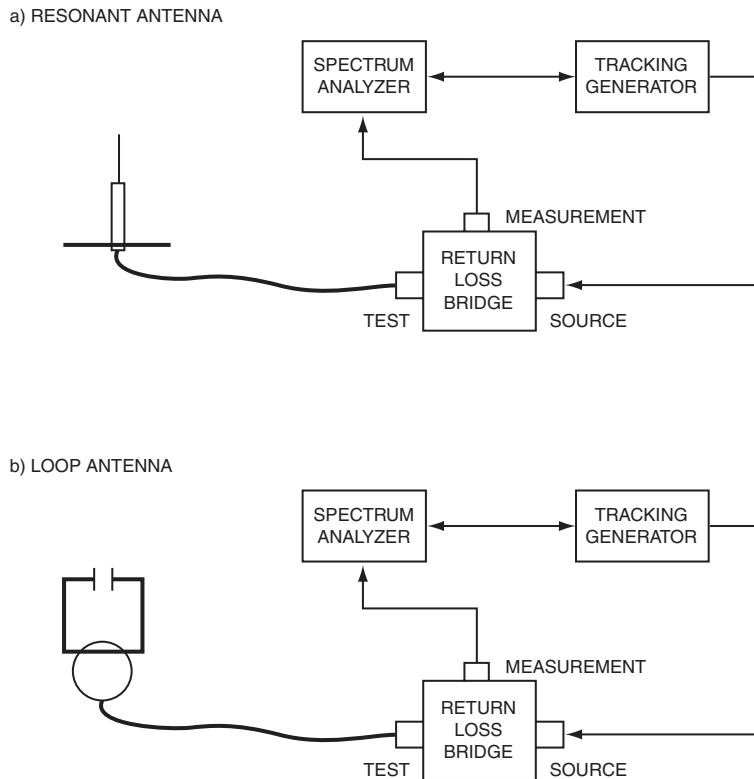 a) RESONANT ANTENNA
SPECTRUM
ANALYZER
TRACKING
GENERATOR
MEASUREMENT
RETURN
LOSS
BRIDGE
TEST
SOURCE
b) LOOP ANTENNA
SPECTRUM
ANALYZER
TRACKING
GENERATOR
MEASUREMENT
RETURN
LOSS
BRIDGE
TEST
SOURCE